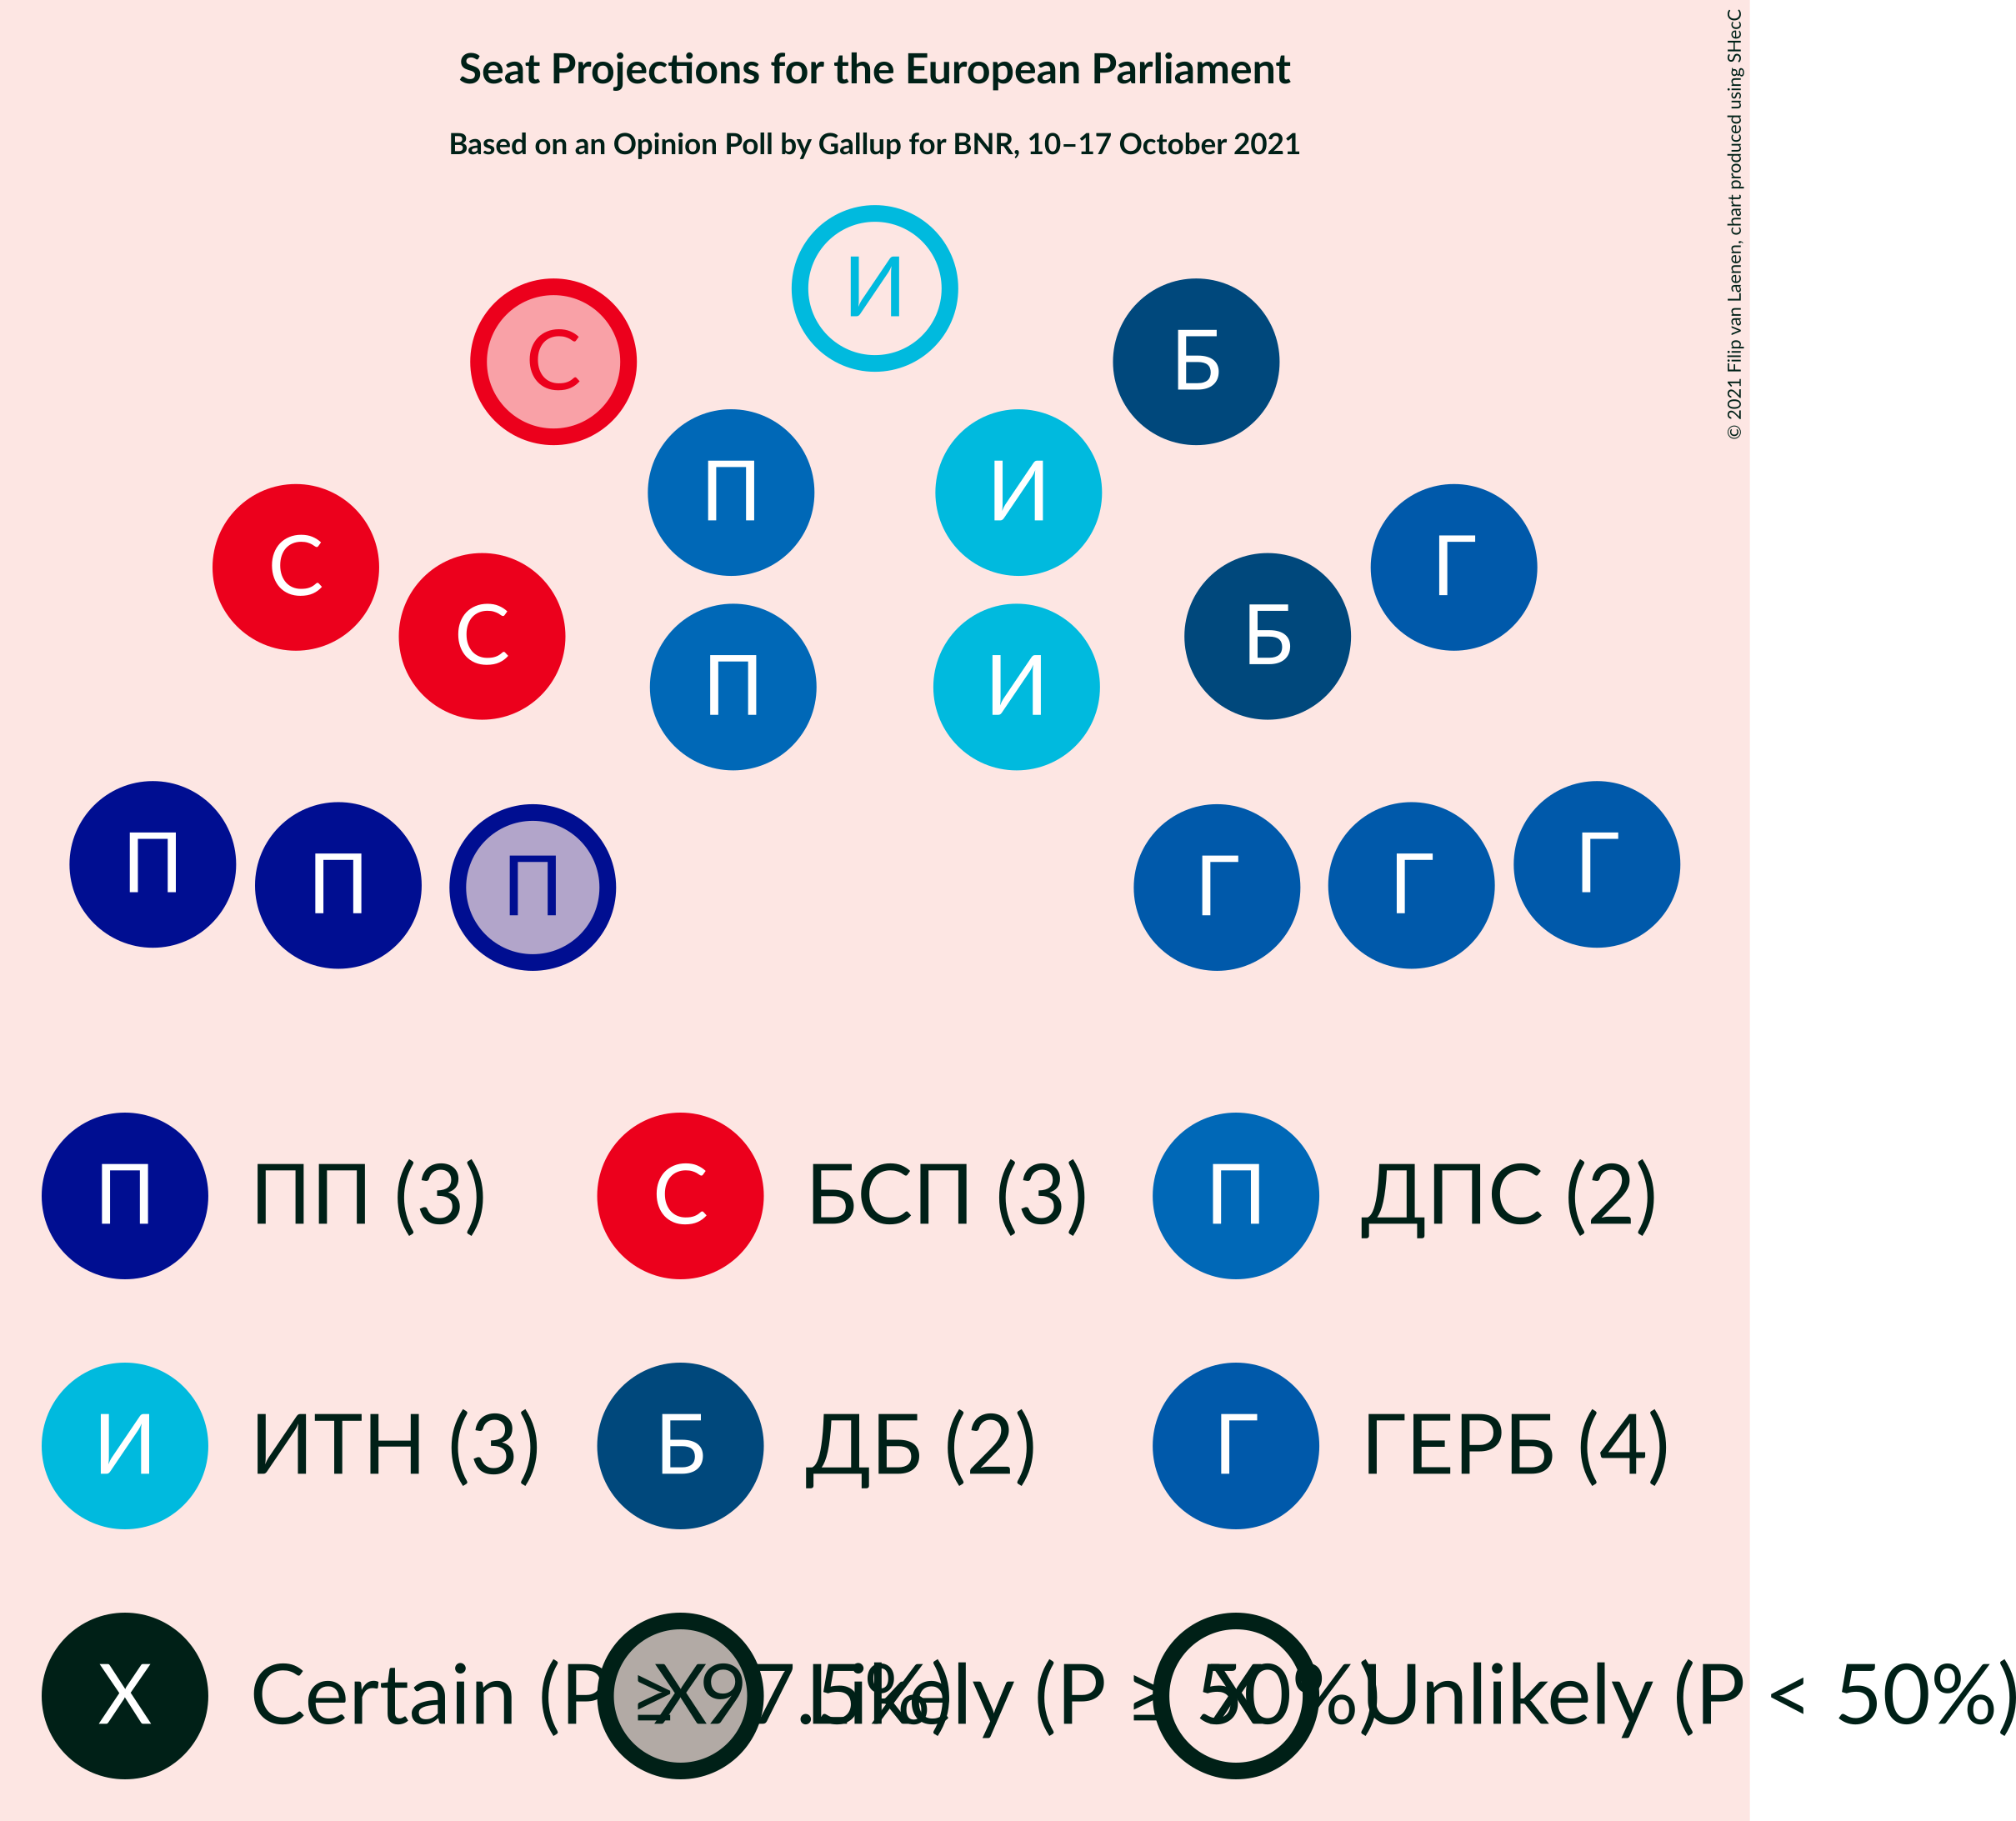 Seat Projections for the European Parliament
Based on an Opinion Poll by Gallup for BNR, 10–17 October 2021
© 2021 Filip van Laenen, chart produced using SHecC
И
С Б
П И
С Г
С Б
П И
П П П Г Г Г
П ПП (3) С БСП (3) П ДПС (2)
И ИТН (3) Б ДБ (2) Г ГЕРБ (4)
X Certain (P ≥ 97.5%) X Likely (P ≥ 50%) X Unlikely (P < 50%)